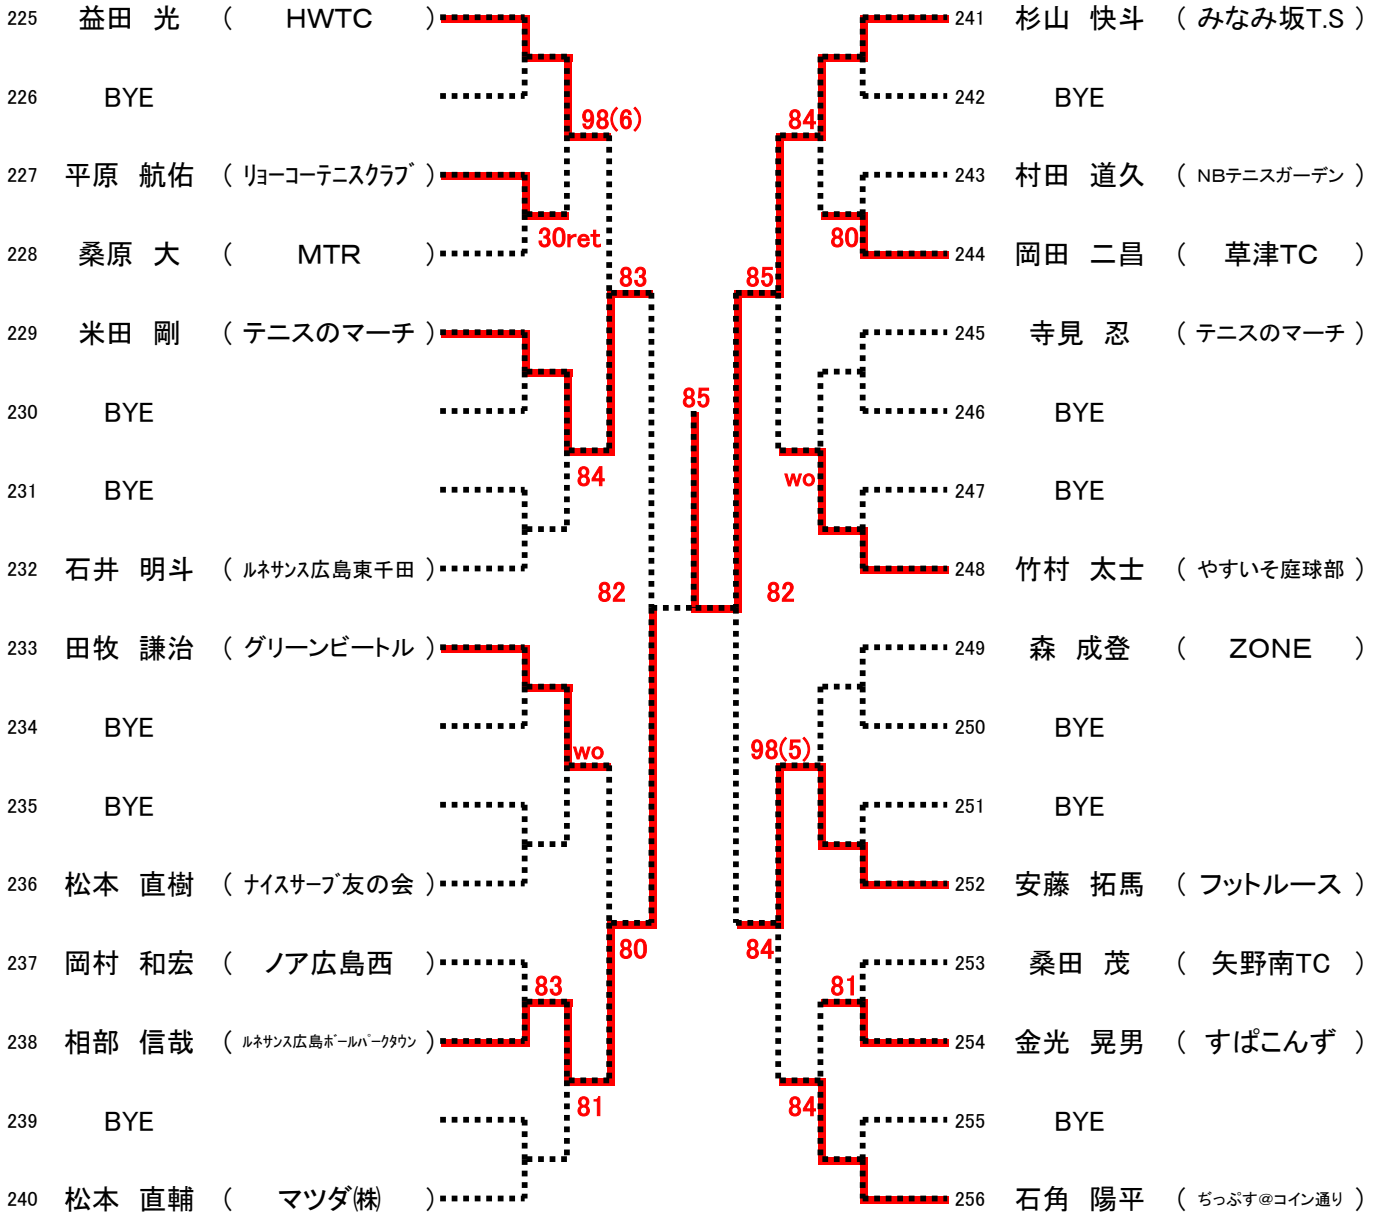 225 益田 光 ( HWTC )
226 BYE
98(6)
227 平原 航佑 ( リョーコーテニスクラブ )
30ret
228 桑原 大 ( MTR )
83
229 米田 剛 ( テニスのマーチ )
230 BYE
84
231 BYE
232 石井 明斗 ( ルネサンス広島東千田 )
82
233 田牧 謙治 ( グリーンビートル )
234 BYE
wo
235 BYE
236 松本 直樹 ( ナイスサーブ友の会 )
80
237 岡村 和宏 ( ノア広島西 )
83
238 相部 信哉 ( ルネサンス広島ボールパークタウン )
81
239 BYE
240 松本 直輔 ( マツダ㈱ )
85
241 杉山 快斗 ( みなみ坂T.S )
242 BYE
84
243 村田 道久 ( NBテニスガーデン )
80
244 岡田 二昌 ( 草津TC )
85
245 寺見 忍 ( テニスのマーチ )
246 BYE
wo
247 BYE
248 竹村 太士 ( やすいそ庭球部 )
82
249 森 成登 ( ZONE )
250 BYE
98(5)
251 BYE
252 安藤 拓馬 ( フットルース )
84
253 桑田 茂 ( 矢野南TC )
81
254 金光 晃男 ( すぱこんず )
84
255 BYE
256 石角 陽平 ( ぢっぷす@コイン通り )